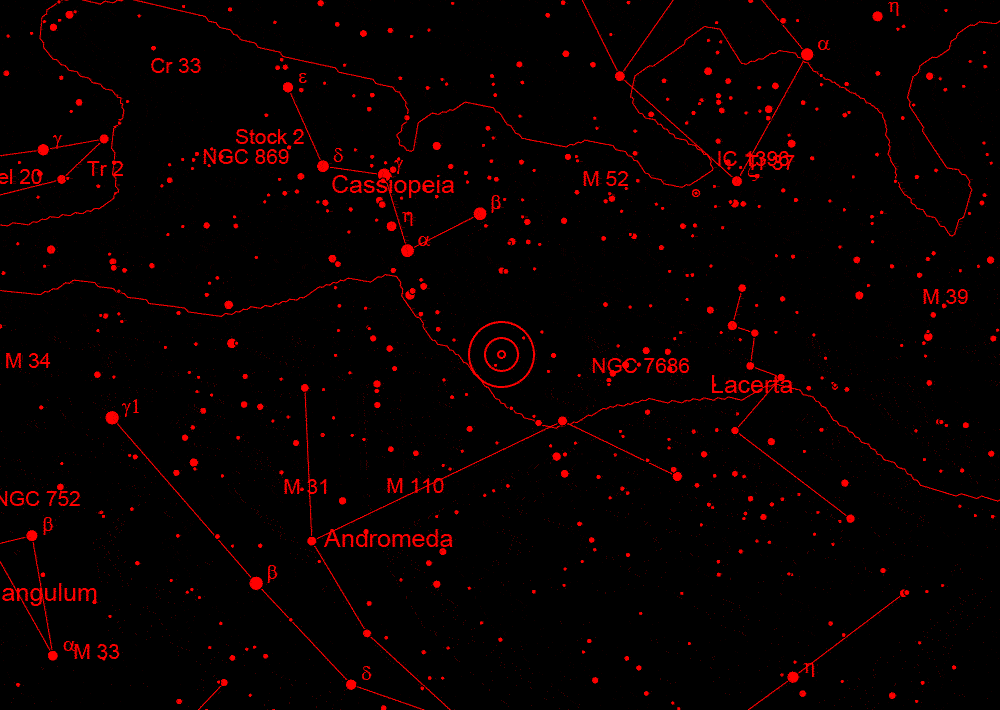 η
α
Cr 33
ε
Stock 2
γ
NGC 869
δ
IC 1396
Tr 2
el 20
γ
M 52
Cassiopeia
β
η
α
M 39
M 34
NGC 7686
Lacerta
γ1
M 31
M 110
NGC 752
β
Andromeda
β
angulum
α
M 33
δ
η